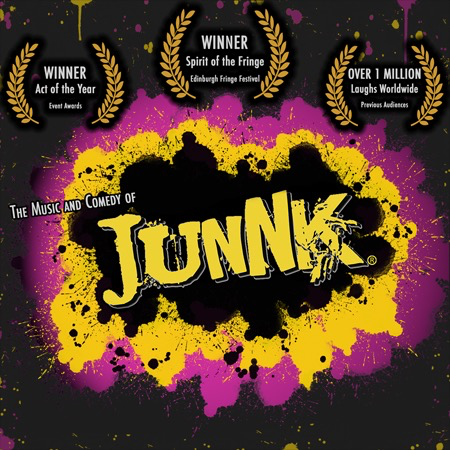 WINNER
Act of the Year
Event Awards
WINNER
Spirit of the Fringe
Edinburgh Fringe Festival
OVER 1 MILLION
Laughs Worldwide
Previous Audiences
The Music and Comedy of
JUNNK®